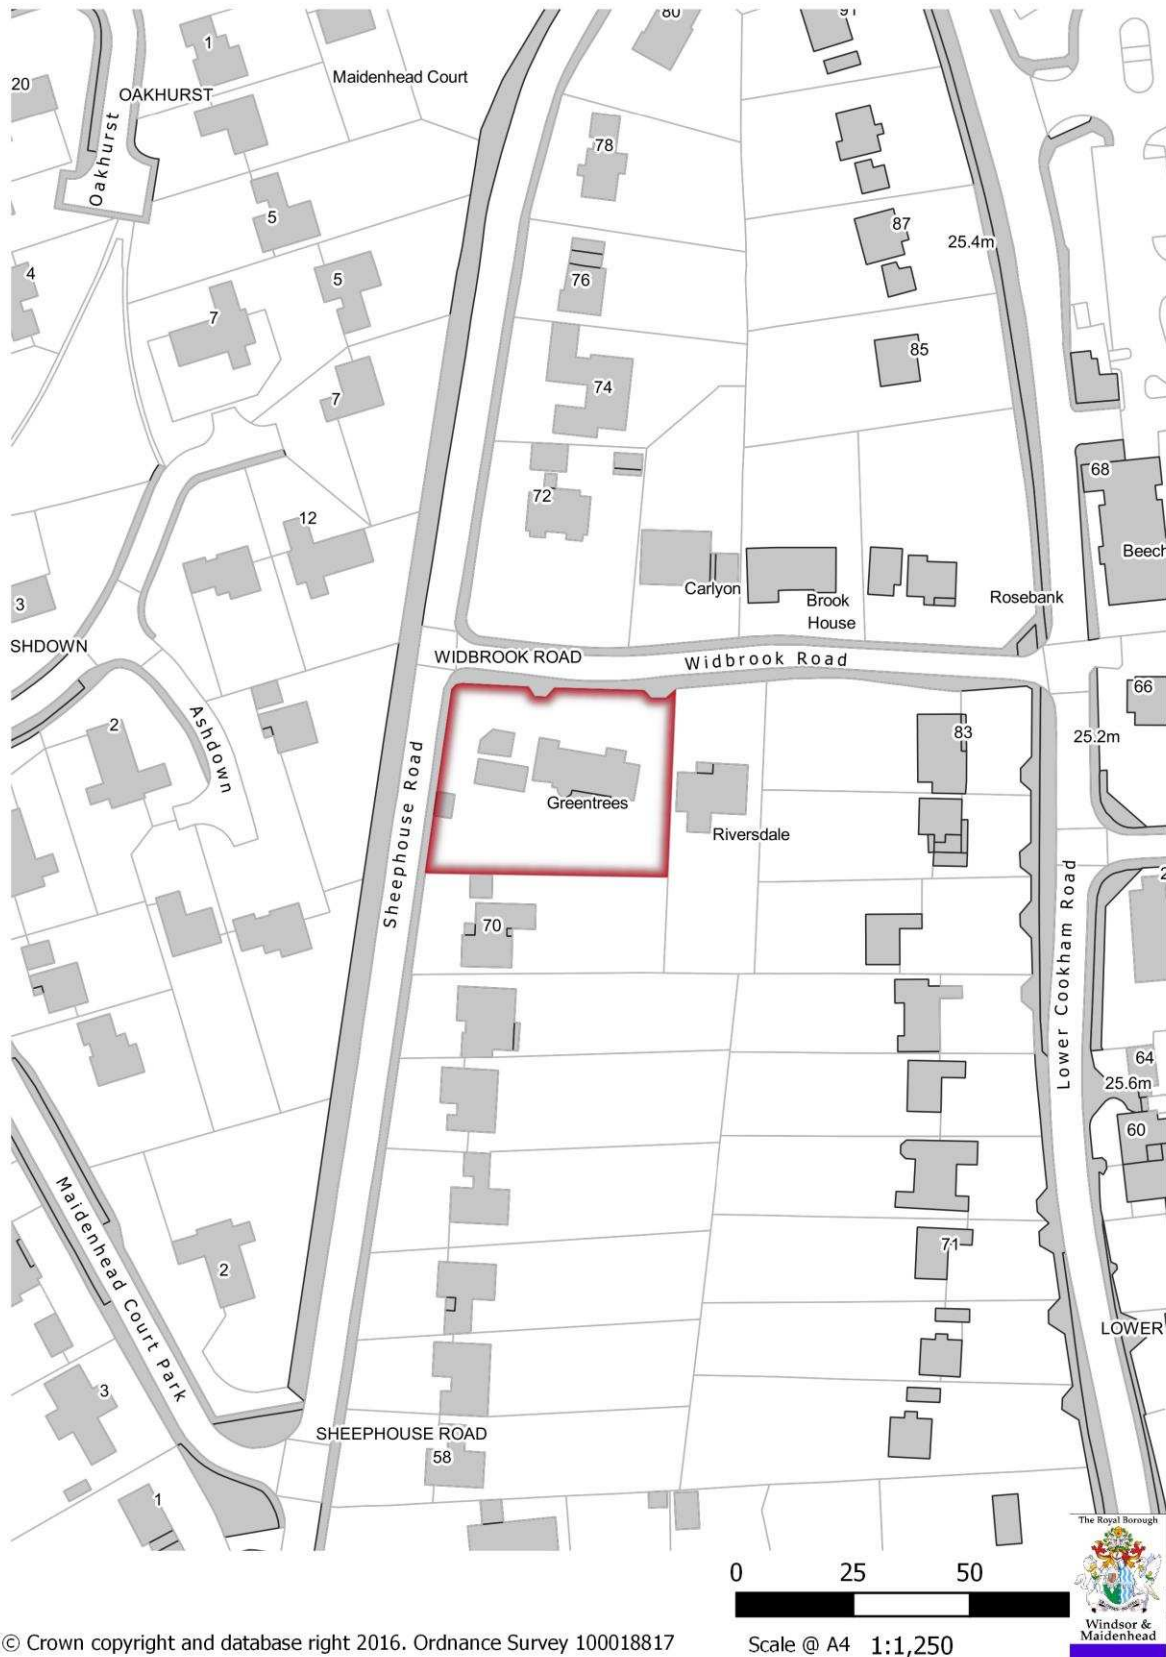 80
91
1
Maidenhead Court
20
OAKHURST
Oakhurst
78
5
87
25.4m
4
5
76
7
85
74
7
68
72
12
Beech
Carlyon
Rosebank
3
Brook
House
SHDOWN
WIDBROOK ROAD
Widbrook Road
66
Ashdown
2
83
25.2m
Sheephouse Road
Greentrees
Riversdale
2
70
Lower Cookham Road
64
25.6m
60
Maidenhead Court Park
71
2
LOWER
3
SHEEPHOUSE ROAD
58
1
The Royal Borough
Windsor &
Maidenhead
0 25 50
© Crown copyright and database right 2016. Ordnance Survey 100018817
Scale @ A4 1:1,250